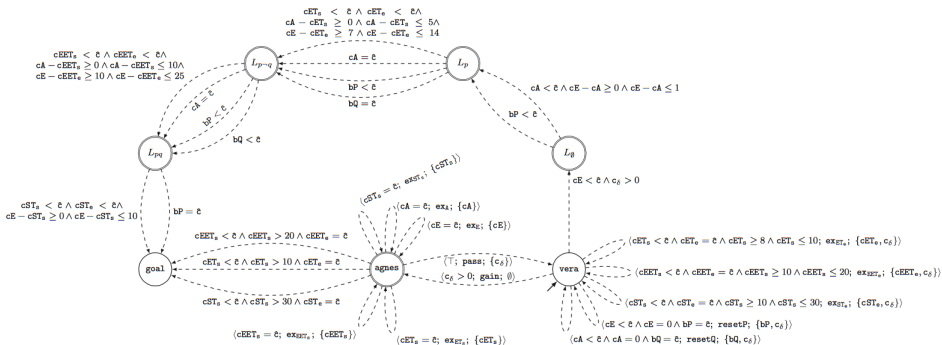 cET_s < c̄ ∧ cET_e < c̄∧
cA − cET_s ≥ 0 ∧ cA − cET_s ≤ 5∧
cE − cET_e ≥ 7 ∧ cE − cET_e ≤ 14
cEET_s < c̄ ∧ cEET_e < c̄∧
cA − cEET_s ≥ 0 ∧ cA − cEET_s ≤ 10∧
cE − cEET_e ≥ 10 ∧ cE − cEET_e ≤ 25
L_{p¬q}
cA = c̄
L_p
bP < c̄
bQ = c̄
cA < c̄ ∧ cE − cA ≥ 0 ∧ cE − cA ≤ 1
bP < c̄
cA = c̄
bP < c̄
bQ < c̄
L_{pq}
L_∅
cST_s < c̄ ∧ cST_e < c̄∧
cE − cST_s ≥ 0 ∧ cE − cST_s ≤ 10
bP = c̄
cE < c̄ ∧ c_δ > 0
⟨cST_s = c̄; ex_{ST_s}; {cST_s}⟩
⟨cA = c̄; ex_A; {cA}⟩
⟨cE = c̄; ex_E; {cE}⟩
cEET_s < c̄ ∧ cEET_s > 20 ∧ cEET_e = c̄
cET_s < c̄ ∧ cET_s > 10 ∧ cET_e = c̄
cST_s < c̄ ∧ cST_s > 30 ∧ cST_e = c̄
goal
agnes
⟨⊤; pass; {c_δ}⟩
⟨c_δ > 0; gain; ∅⟩
vera
⟨cET_s < c̄ ∧ cET_e = c̄ ∧ cET_s ≥ 8 ∧ cET_s ≤ 10; ex_{ET_e}; {cET_e, c_δ}⟩
⟨cEET_s < c̄ ∧ cEET_e = c̄ ∧ cEET_s ≥ 10 ∧ cEET_s ≤ 20; ex_{EET_e}; {cEET_e, c_δ}⟩
⟨cST_s < c̄ ∧ cST_e = c̄ ∧ cST_s ≥ 10 ∧ cST_s ≤ 30; ex_{ST_e}; {cST_e, c_δ}⟩
⟨cE < c̄ ∧ cE = 0 ∧ bP = c̄; resetP; {bP, c_δ}⟩
⟨cA < c̄ ∧ cA = 0 ∧ bQ = c̄; resetQ; {bQ, c_δ}⟩
⟨cEET_s = c̄; ex_{EET_s}; {cEET_s}⟩
⟨cET_s = c̄; ex_{ET_s}; {cET_s}⟩